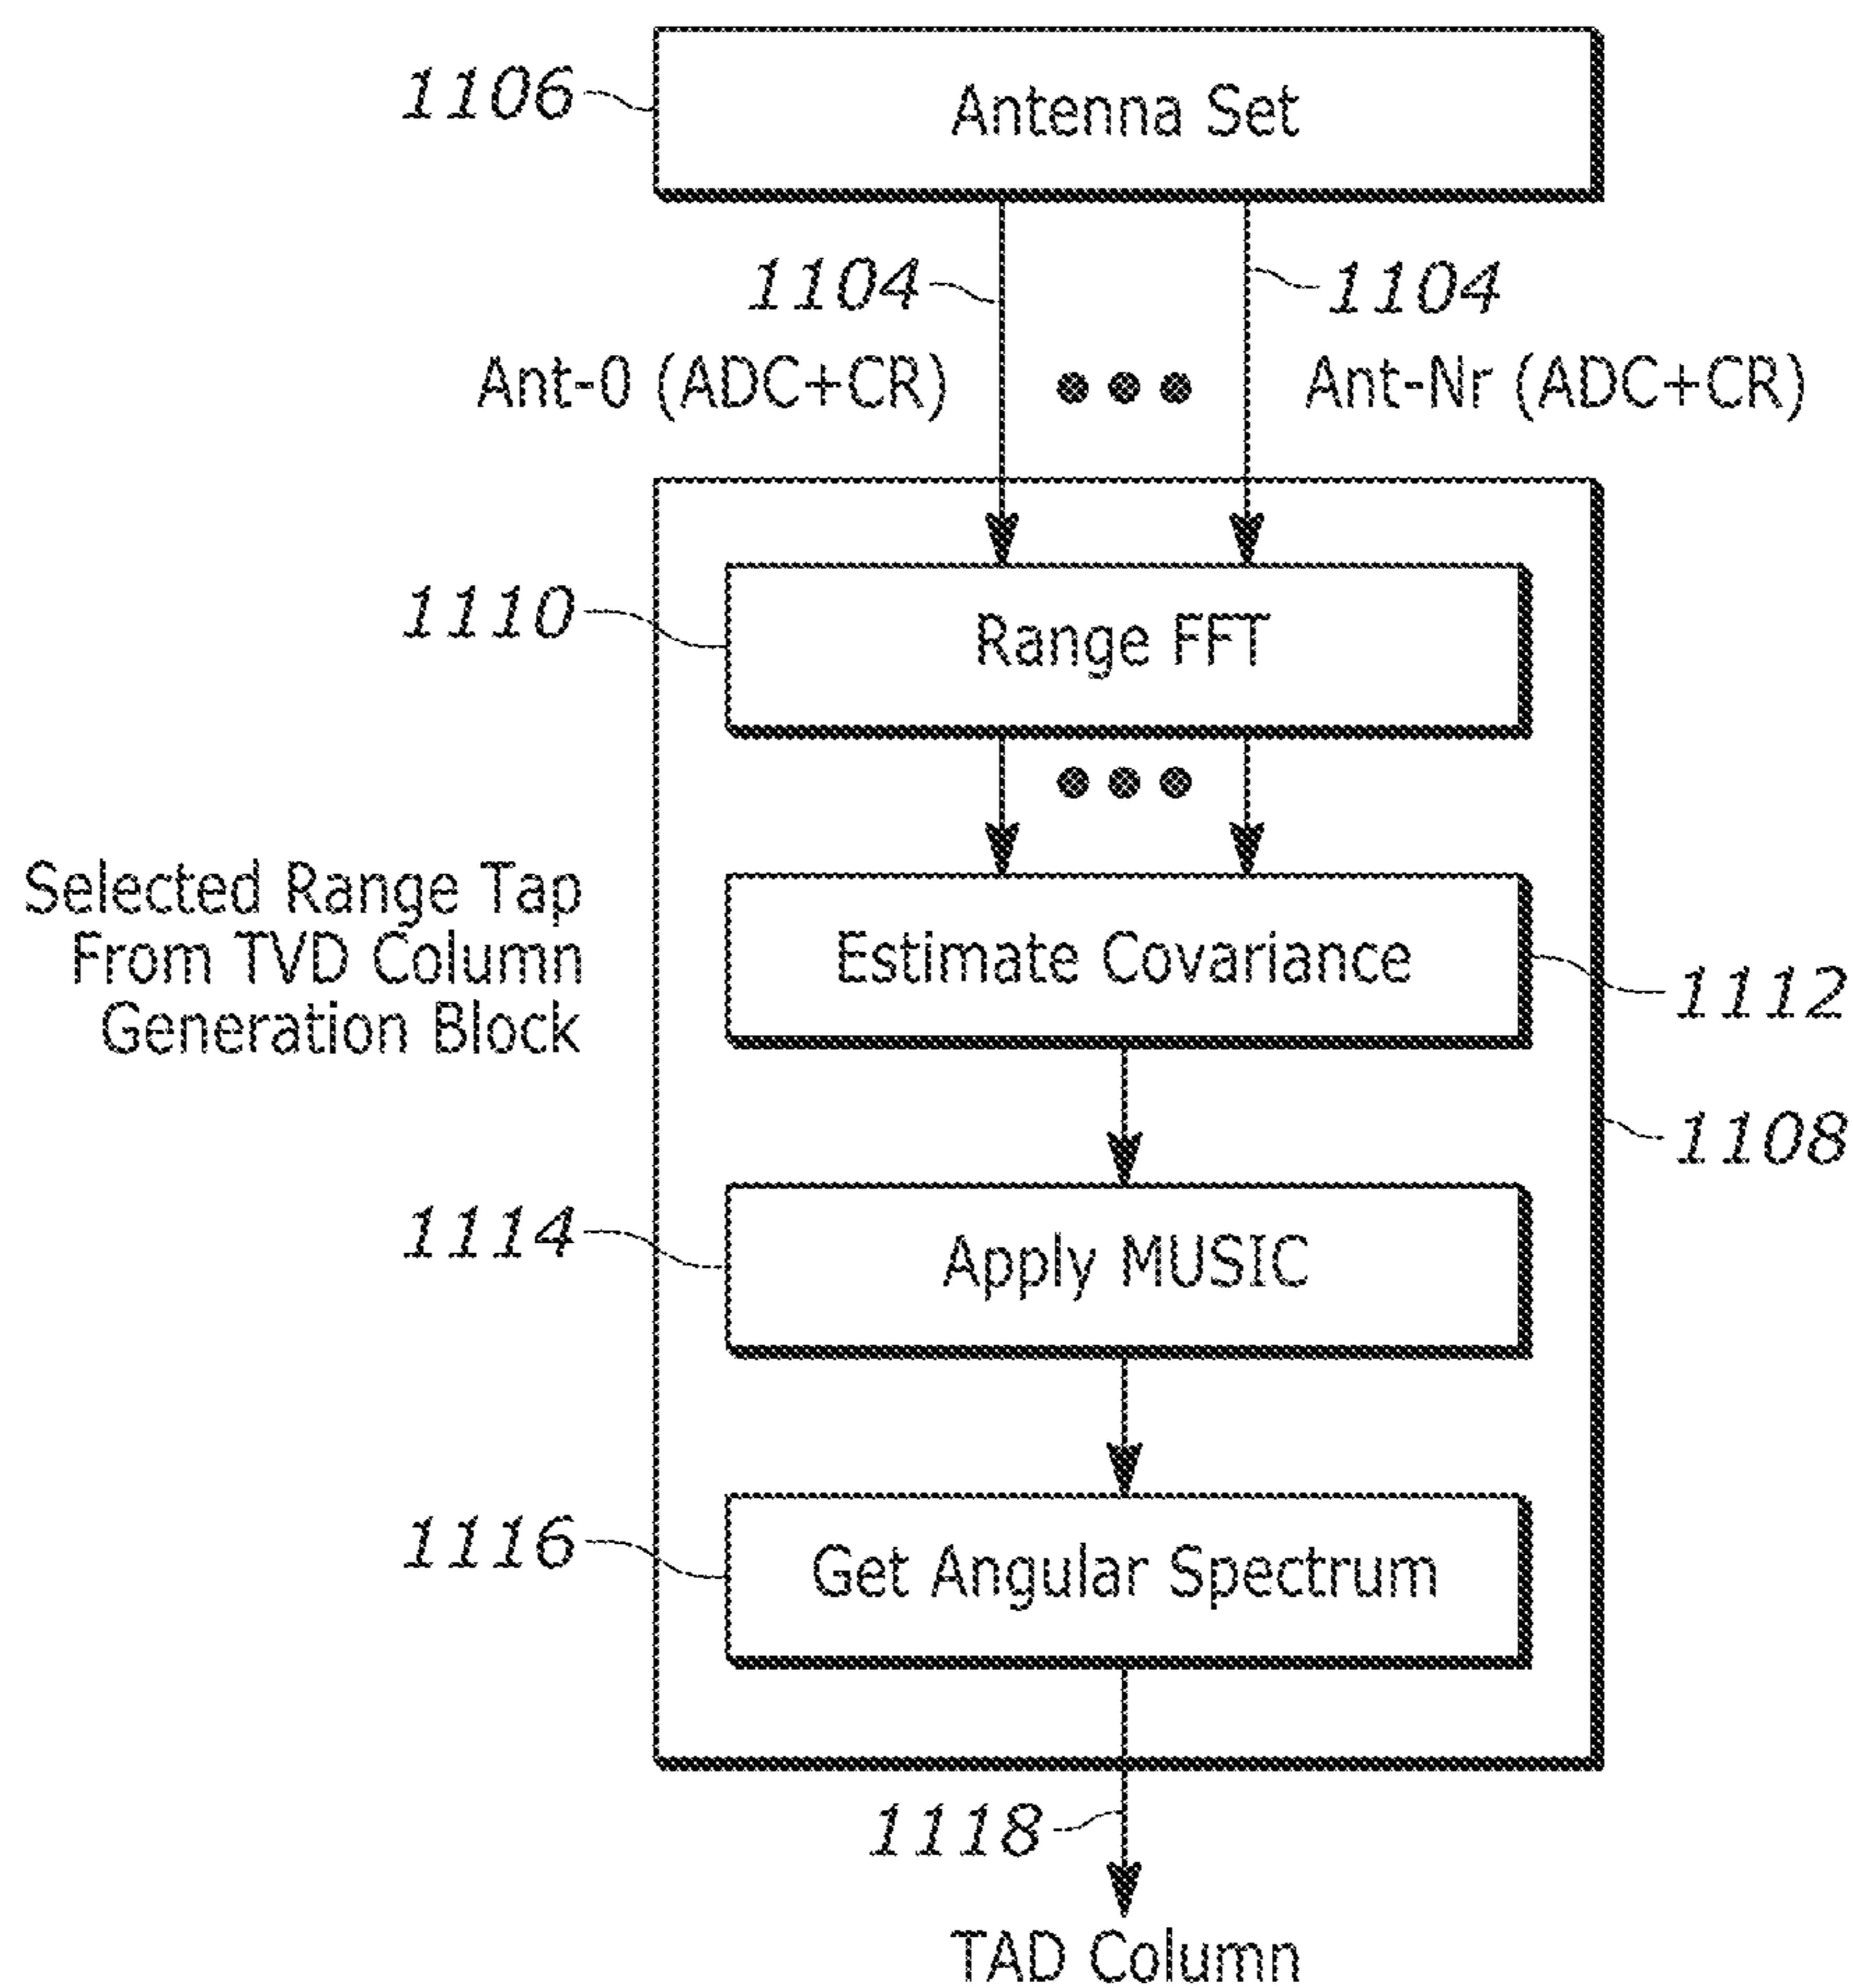 1106
Antenna Set
1104
1104
Ant-0 (ADC+CR)
Ant-Nr (ADC+CR)
1110
Range FFT
Selected Range Tap
From TVD Column
Generation Block
Estimate Covariance
1112
1108
1114
Apply MUSIC
1116
Get Angular Spectrum
1118
TAD Column